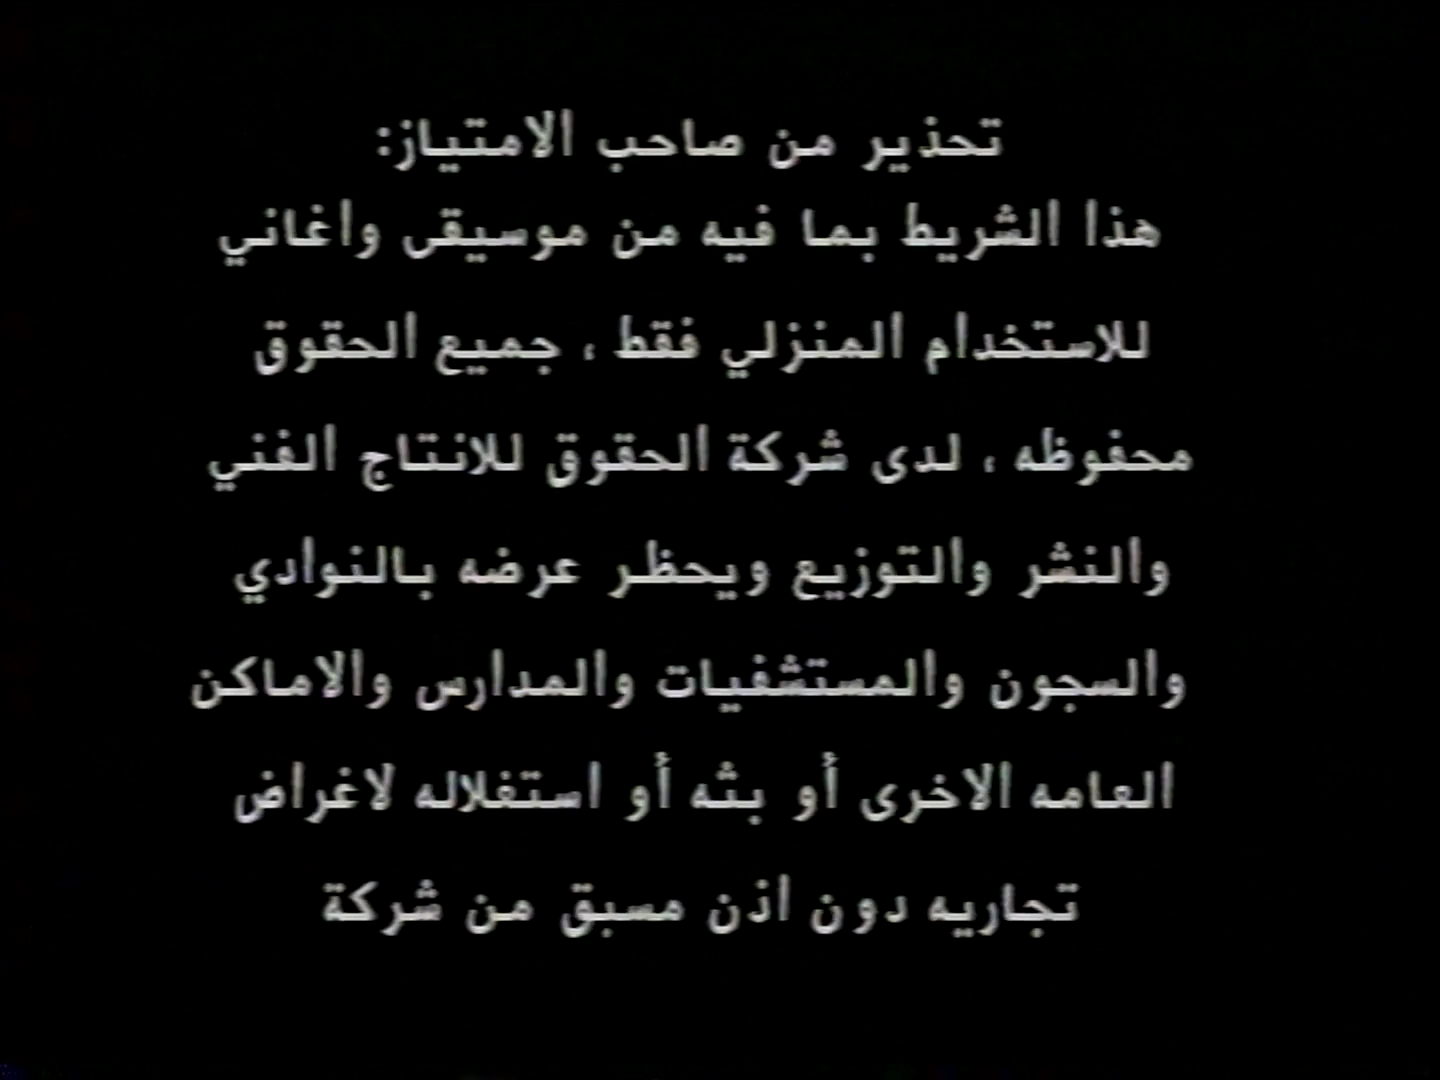 تحذير من صاحب الامتياز:
هذا الشريط بما فيه من موسيقى واغاني
للاستخدام المنزلي فقط ، جميع الحقوق
محفوظه ، لدى شركة الحقوق للانتاج الفني
والنشر والتوزيع ويحظر عرضه بالنوادي
والسجون والمستشفيات والمدارس والاماكن
العامه الاخرى أو بثه أو استغلاله لاغراض
تجاريه دون اذن مسبق من شركة